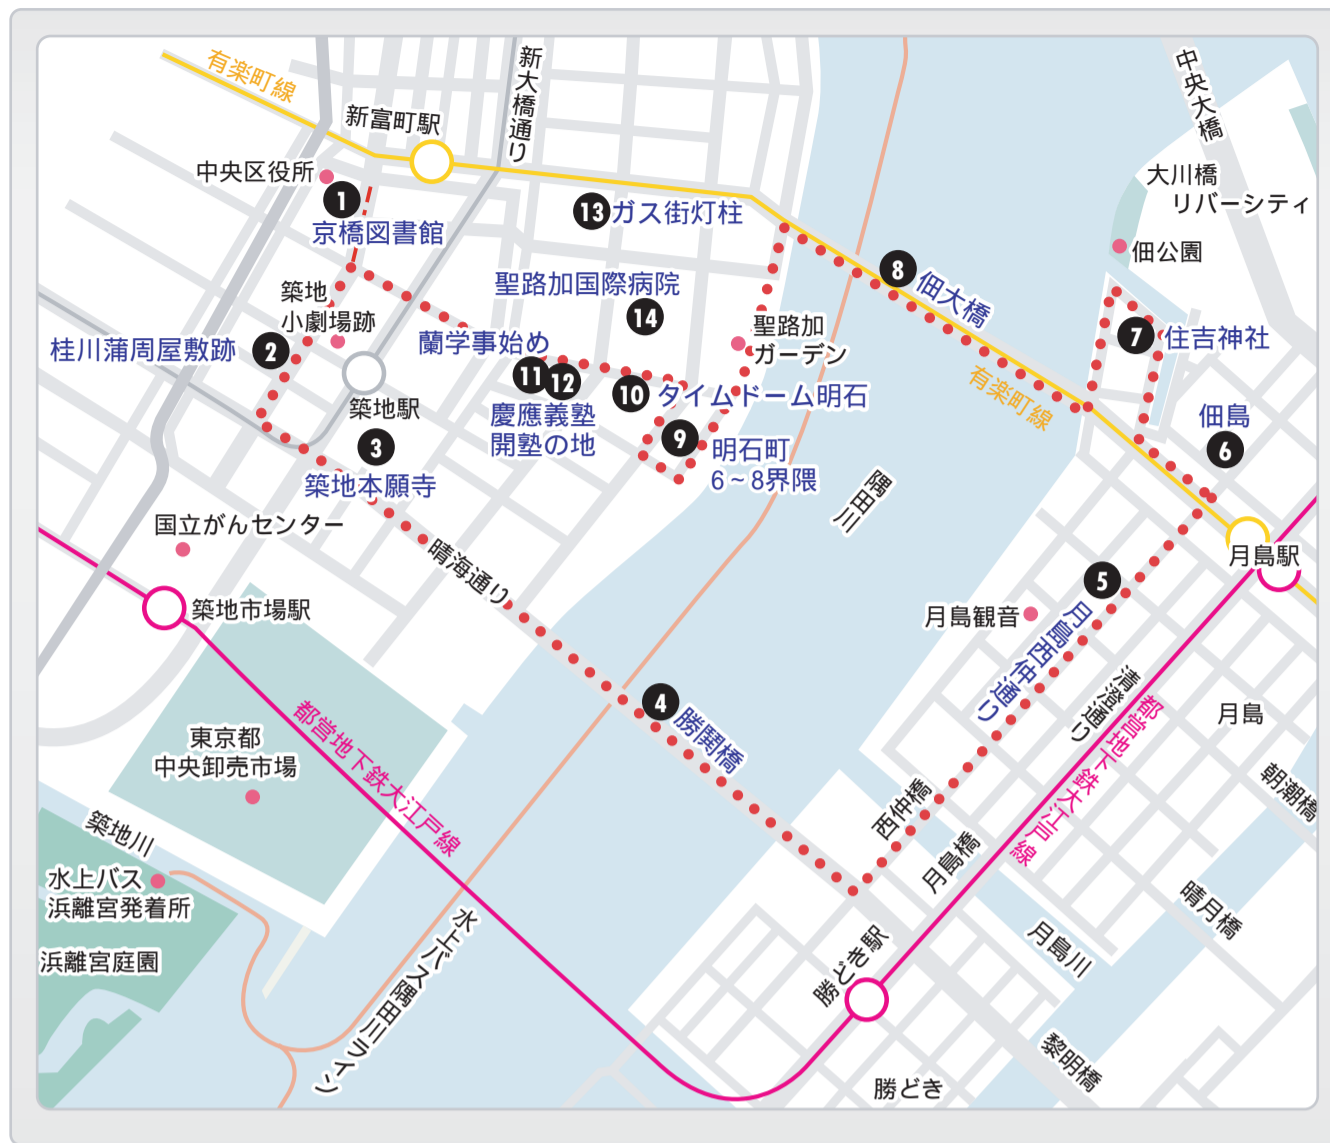 有楽町線
新富町駅
新大橋通り
中央区役所
1
京橋図書館
13 ガス街灯柱
中央大橋
大川橋
リバーシティ
佃公園
8
佃大橋
有楽町線
7 住吉神社
佃島
6
築地
小劇場跡
桂川蒲周屋敷跡 2
築地駅
3
築地本願寺
聖路加国際病院
14
蘭学事始め
11 12
慶應義塾
開塾の地
10 タイムドーム明石
聖路加
ガーデン
9 明石町
6~8界隈
隅田川
国立がんセンター
築地市場駅
晴海通り
月島駅
5
月島観音
月島西仲通り
清澄通り
都営地下鉄大江戸線
月島
朝潮橋
4
勝鬨橋
都営地下鉄大江戸線
東京都
中央卸売市場
築地川
水上バス
浜離宮発着所
浜離宮庭園
水上バス隅田川ライン
西仲橋
月島橋
晴月橋
月島川
勝どき駅
黎明橋
勝どき